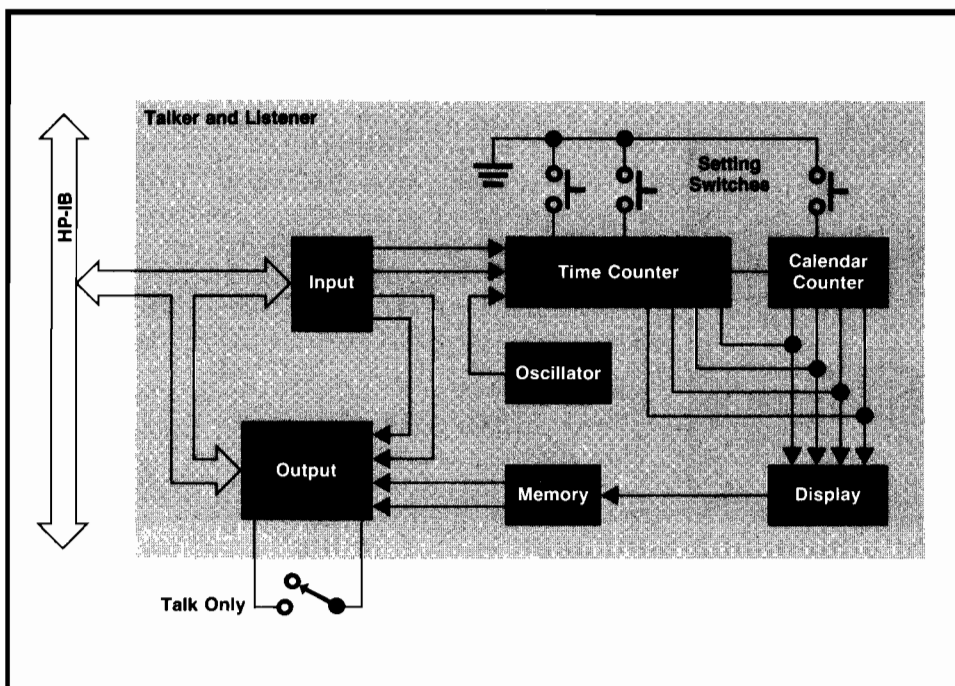 Talker and Listener
Setting
Switches
HP-IB
Input
Time Counter
Calendar
Counter
Oscillator
Output
Memory
Display
Talk Only